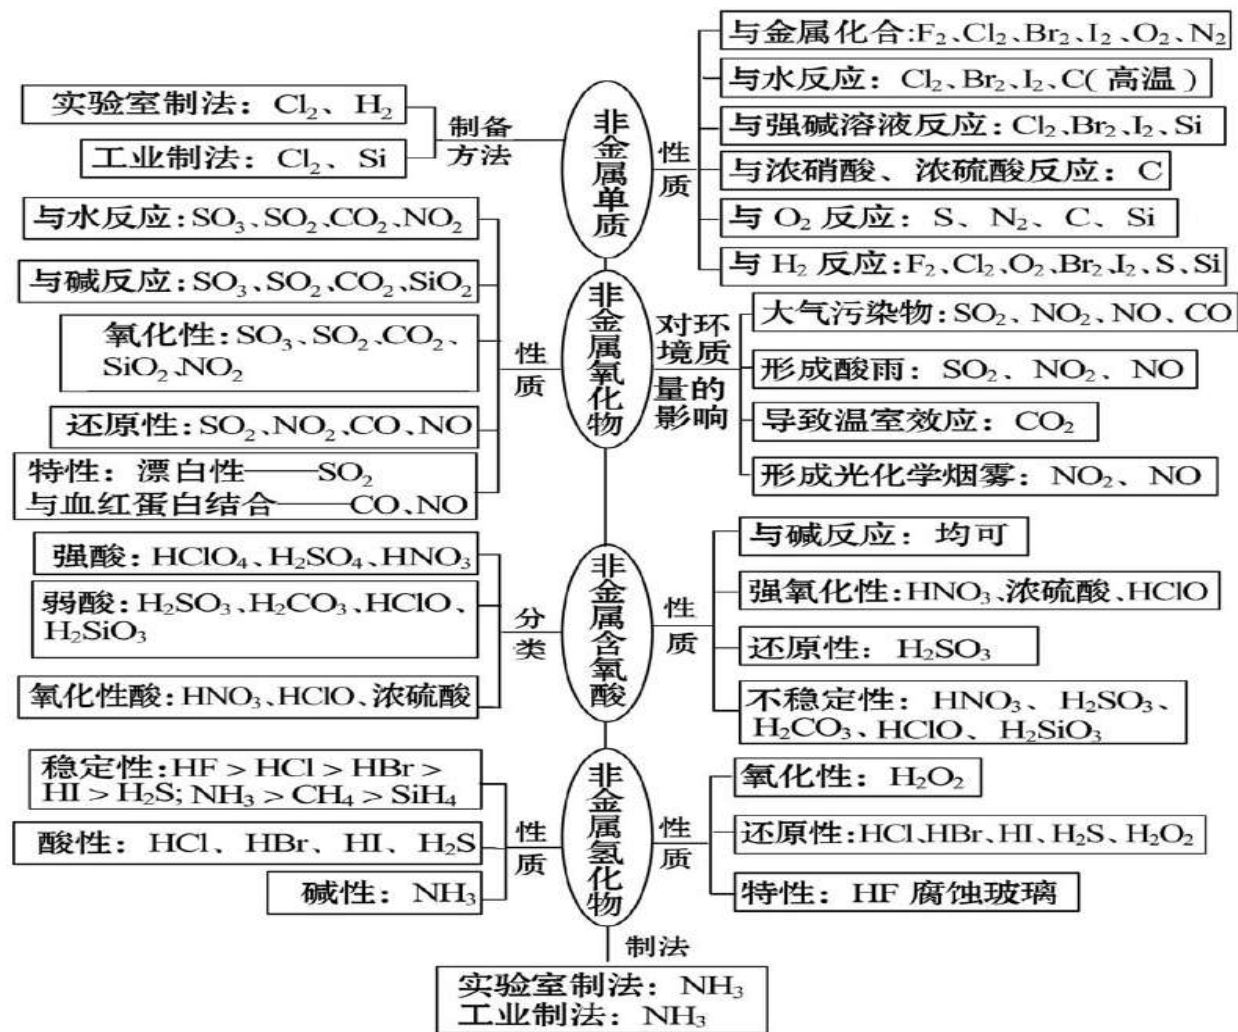 非金属单质
制备
方法
实验室制法：Cl₂、H₂
工业制法：Cl₂、Si
性
质
与金属化合:F₂、Cl₂、Br₂、I₂、O₂、N₂
与水反应：Cl₂、Br₂、I₂、C(高温)
与强碱溶液反应：Cl₂、Br₂、I₂、Si
与浓硝酸、浓硫酸反应：C
与 O₂ 反应：S、N₂、C、Si
与 H₂ 反应：F₂、Cl₂、O₂、Br₂、I₂、S、Si
非金属氧化物
性
质
与水反应:SO₃、SO₂、CO₂、NO₂
与碱反应：SO₃、SO₂、CO₂、SiO₂
氧化性：SO₃、SO₂、CO₂、
SiO₂、NO₂
还原性:SO₂、NO₂、CO、NO
特性：漂白性——SO₂
与血红蛋白结合——CO、NO
对环
境质
量的
影响
大气污染物:SO₂、NO₂、NO、CO
形成酸雨：SO₂、NO₂、NO
导致温室效应：CO₂
形成光化学烟雾：NO₂、NO
非金属含氧酸
分
类
强酸：HClO₄、H₂SO₄、HNO₃
弱酸:H₂SO₃、H₂CO₃、HClO、
H₂SiO₃
氧化性酸:HNO₃、HClO、浓硫酸
性
质
与碱反应：均可
强氧化性:HNO₃、浓硫酸、HClO
还原性：H₂SO₃
不稳定性：HNO₃、H₂SO₃、
H₂CO₃、HClO、H₂SiO₃
非金属氢化物
性
质
稳定性:HF > HCl > HBr >
HI > H₂S; NH₃ > CH₄ > SiH₄
酸性：HCl、HBr、HI、H₂S
碱性：NH₃
性
质
氧化性：H₂O₂
还原性:HCl、HBr、HI、H₂S、H₂O₂
特性：HF 腐蚀玻璃
制法
实验室制法：NH₃
工业制法：NH₃